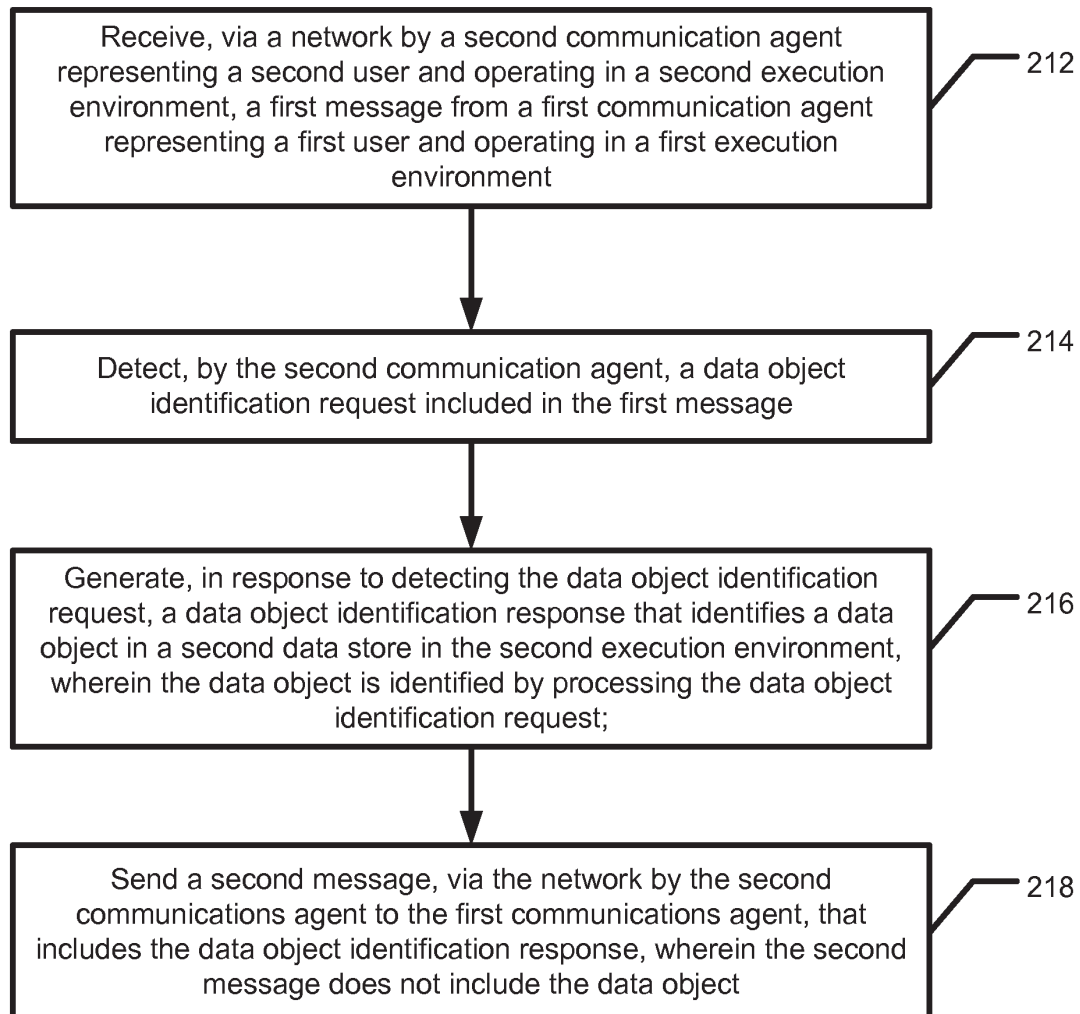 Receive, via a network by a second communication agent
representing a second user and operating in a second execution
environment, a first message from a first communication agent
representing a first user and operating in a first execution
environment
212
Detect, by the second communication agent, a data object
identification request included in the first message
214
Generate, in response to detecting the data object identification
request, a data object identification response that identifies a data
object in a second data store in the second execution environment,
wherein the data object is identified by processing the data object
identification request;
216
Send a second message, via the network by the second
communications agent to the first communications agent, that
includes the data object identification response, wherein the second
message does not include the data object
218